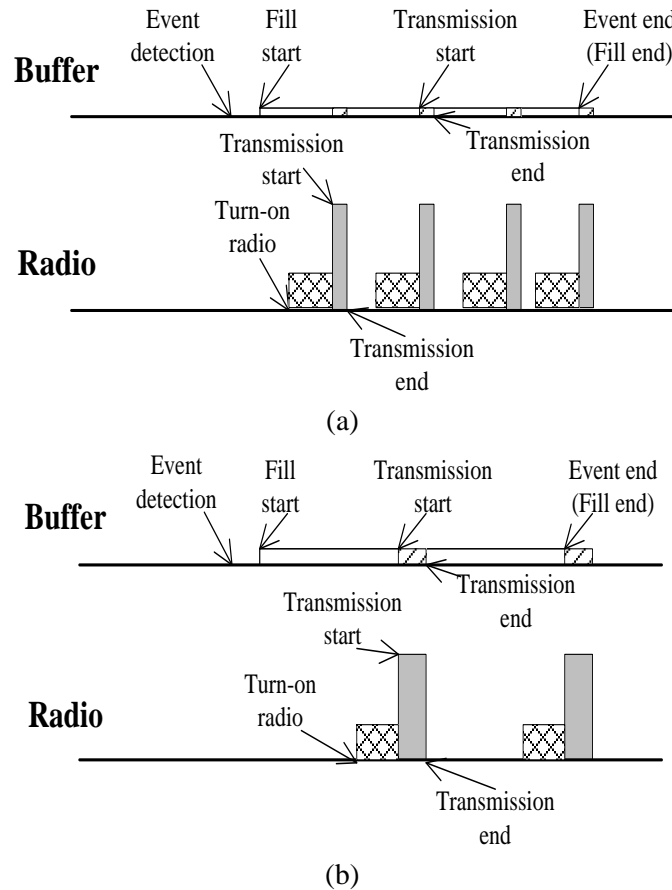 Event
detection
Fill
start
Transmission
start
Event end
(Fill end)
Buffer
Transmission
start
Transmission
end
Turn-on
radio
Radio
Transmission
end
(a)
Event
detection
Fill
start
Transmission
start
Event end
(Fill end)
Buffer
Transmission
start
Transmission
end
Turn-on
radio
Radio
Transmission
end
(b)